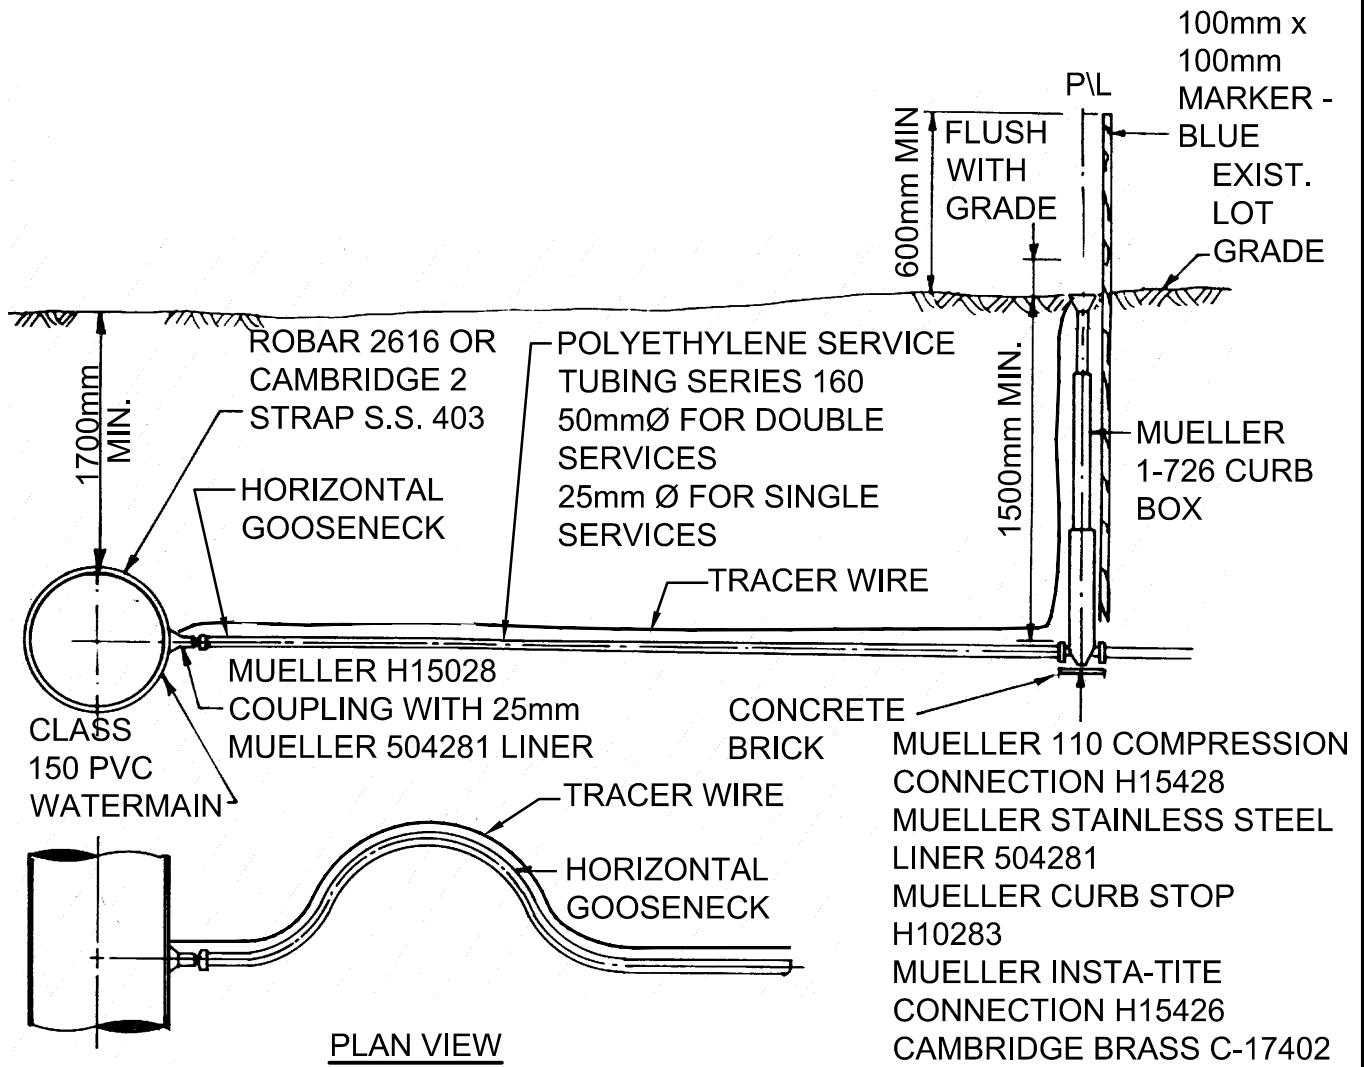 100mm x
100mm
MARKER -
BLUE
P\L
600mm MIN
FLUSH
WITH
GRADE
EXIST.
LOT
GRADE
1700mm
MIN.
ROBAR 2616 OR
CAMBRIDGE 2
STRAP S.S. 403
HORIZONTAL
GOOSENECK
POLYETHYLENE SERVICE
TUBING SERIES 160
50mmØ FOR DOUBLE
SERVICES
25mm Ø FOR SINGLE
SERVICES
1500mm MIN.
MUELLER
1-726 CURB
BOX
TRACER WIRE
MUELLER H15028
COUPLING WITH 25mm
MUELLER 504281 LINER
CLASS
150 PVC
WATERMAIN
CONCRETE
BRICK
MUELLER 110 COMPRESSION
CONNECTION H15428
MUELLER STAINLESS STEEL
LINER 504281
MUELLER CURB STOP
H10283
MUELLER INSTA-TITE
CONNECTION H15426
CAMBRIDGE BRASS C-17402
TRACER WIRE
HORIZONTAL
GOOSENECK
PLAN VIEW